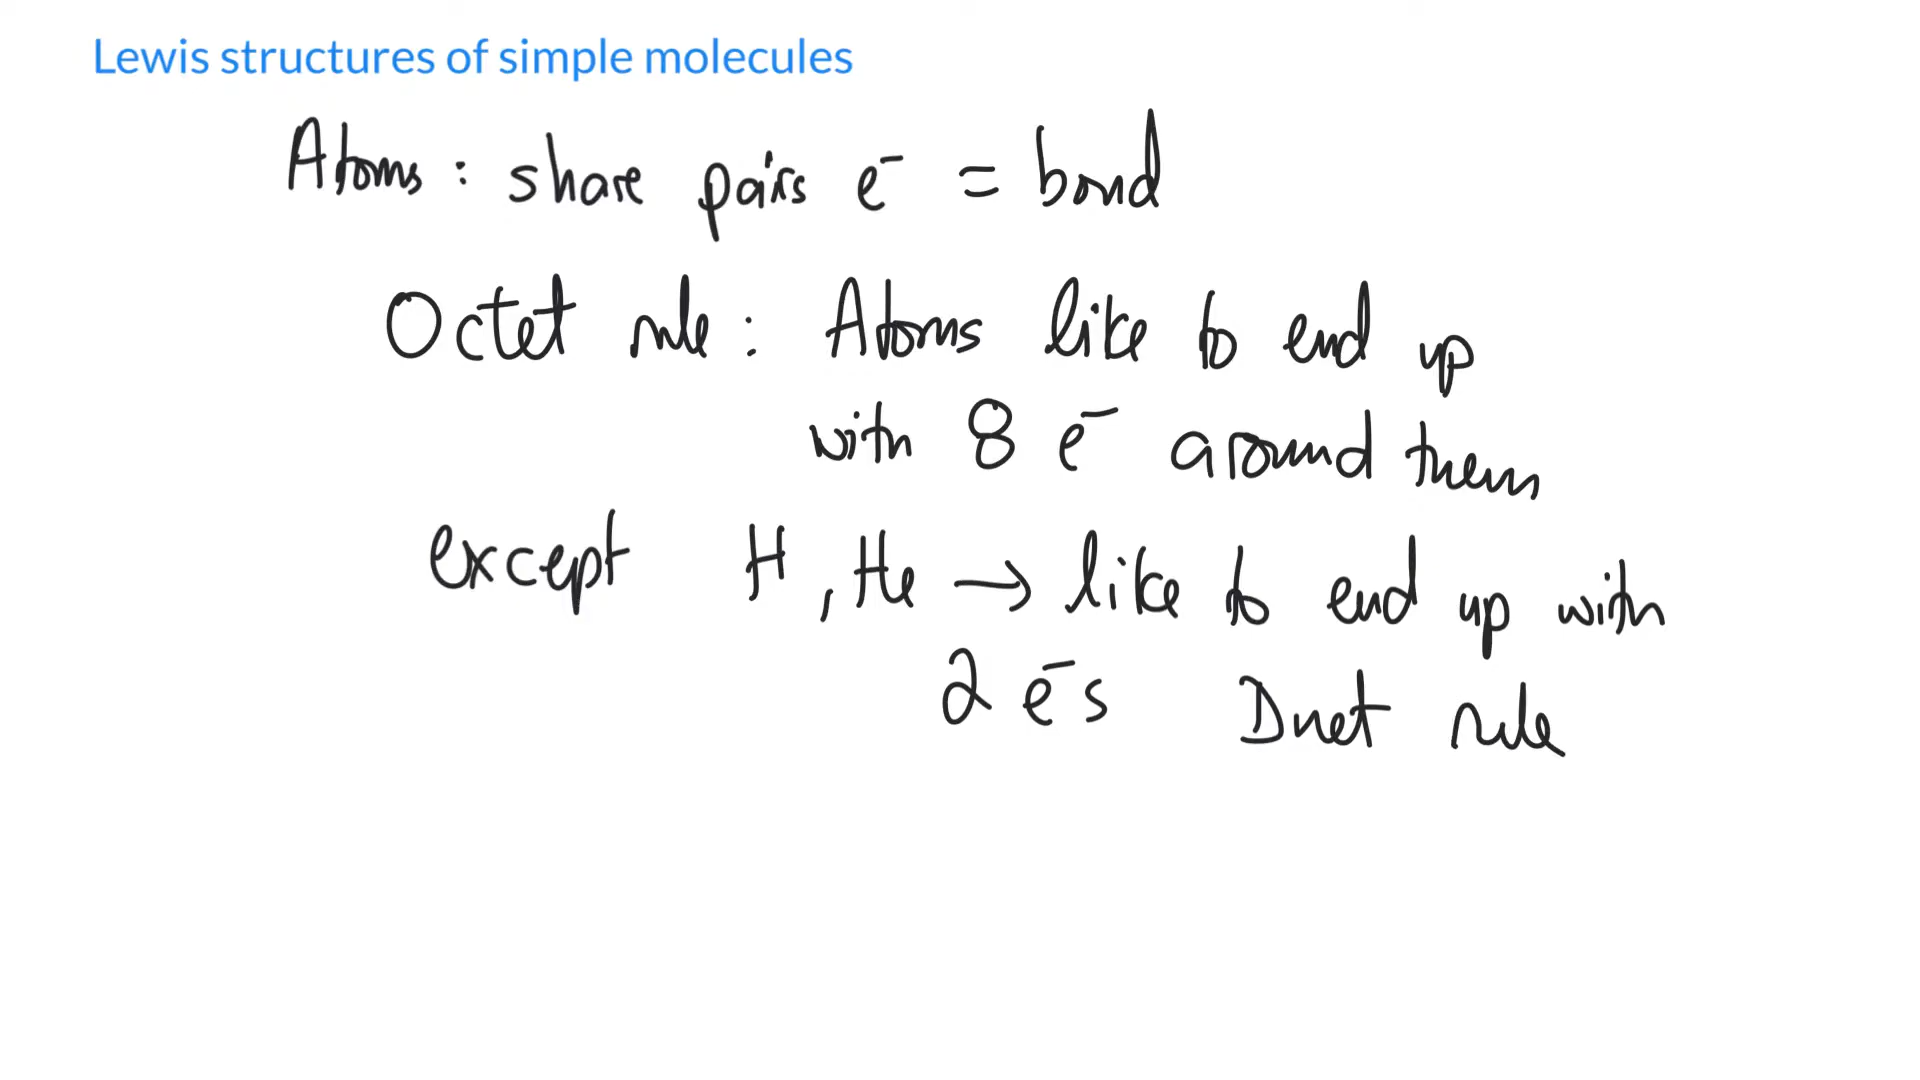 Lewis structures of simple molecules
Atoms : share pairs e⁻ = bond
Octet rule : Atoms like to end up
with 8 e⁻ around them
except H, He → like to end up with
2 e⁻s Duet rule